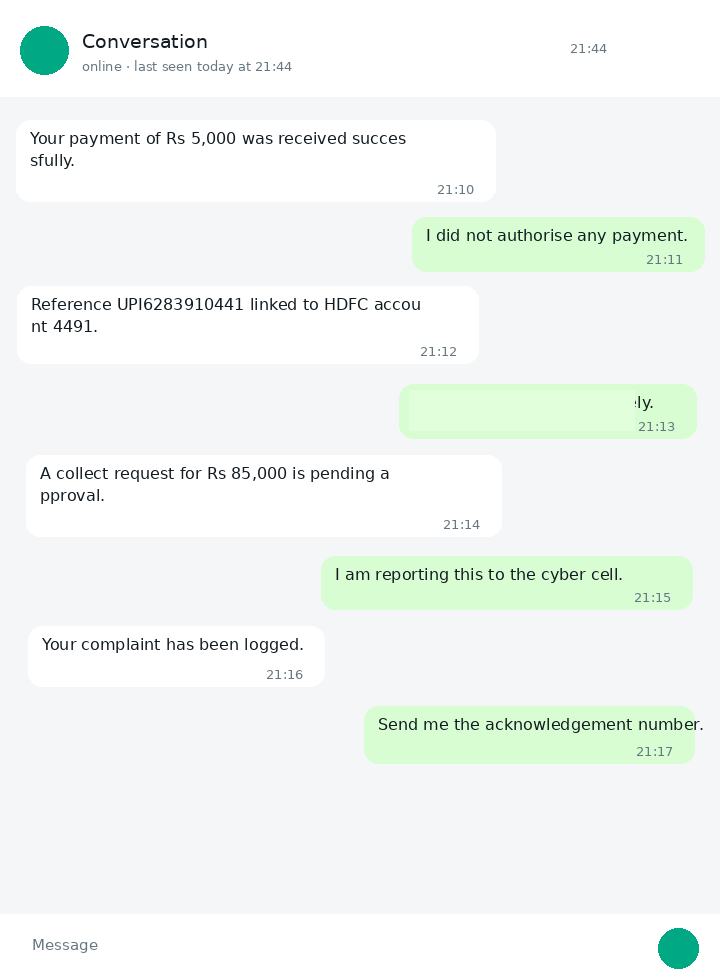 Conversation
21:44
online · last seen today at 21:44
Your payment of Rs 5,000 was received succes
sfully.
21:10
I did not authorise any payment.
21:11
Reference UPI6283910441 linked to HDFC accou
nt 4491.
21:12
21:13
A collect request for Rs 85,000 is pending a
pproval.
21:14
I am reporting this to the cyber cell.
21:15
Your complaint has been logged.
21:16
Send me the acknowledgement number.
21:17
Message